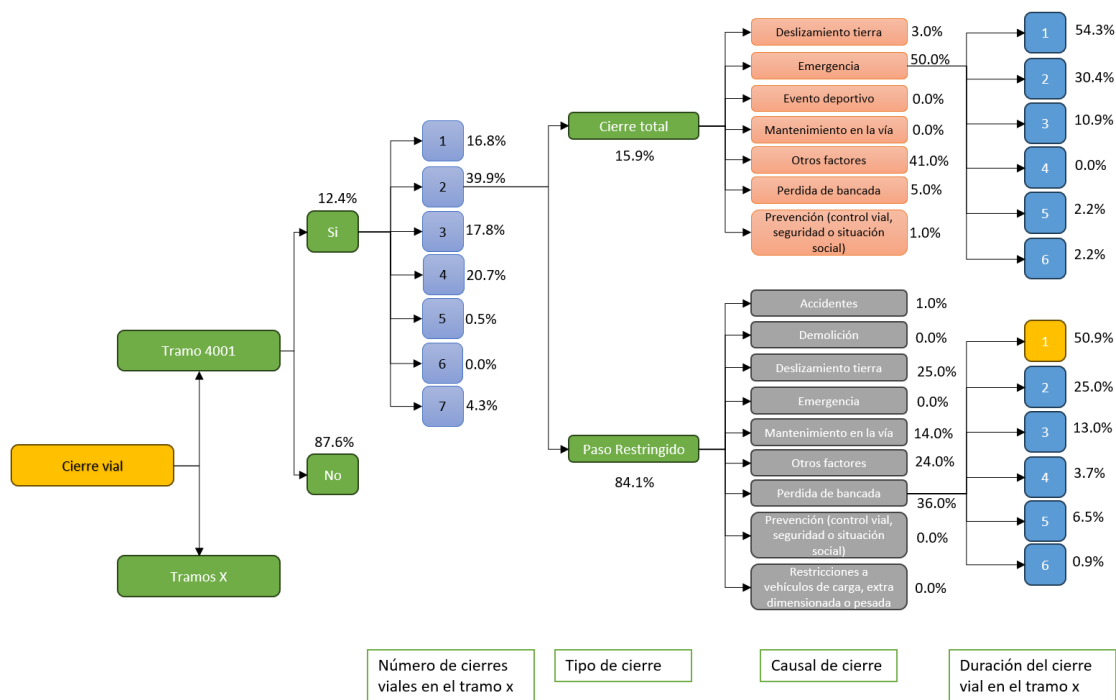 Cierre vial
Tramo 4001
Tramos X
12.4%
Si
87.6%
No
1 16.8%
2 39.9%
3 17.8%
4 20.7%
5 0.5%
6 0.0%
7 4.3%
Cierre total
15.9%
Paso Restringido
84.1%
Deslizamiento tierra 3.0%
Emergencia 50.0%
Evento deportivo 0.0%
Mantenimiento en la vía 0.0%
Otros factores 41.0%
Perdida de bancada 5.0%
Prevención (control vial,
seguridad o situación
social) 1.0%
Accidentes 1.0%
Demolición 0.0%
Deslizamiento tierra 25.0%
Emergencia 0.0%
Mantenimiento en la vía 14.0%
Otros factores 24.0%
Perdida de bancada 36.0%
Prevención (control vial,
seguridad o situación
social) 0.0%
Restricciones a
vehículos de carga, extra
dimensionada o pesada 0.0%
1 54.3%
2 30.4%
3 10.9%
4 0.0%
5 2.2%
6 2.2%
1 50.9%
2 25.0%
3 13.0%
4 3.7%
5 6.5%
6 0.9%
Número de cierres
viales en el tramo x
Tipo de cierre
Causal de cierre
Duración del cierre
vial en el tramo x